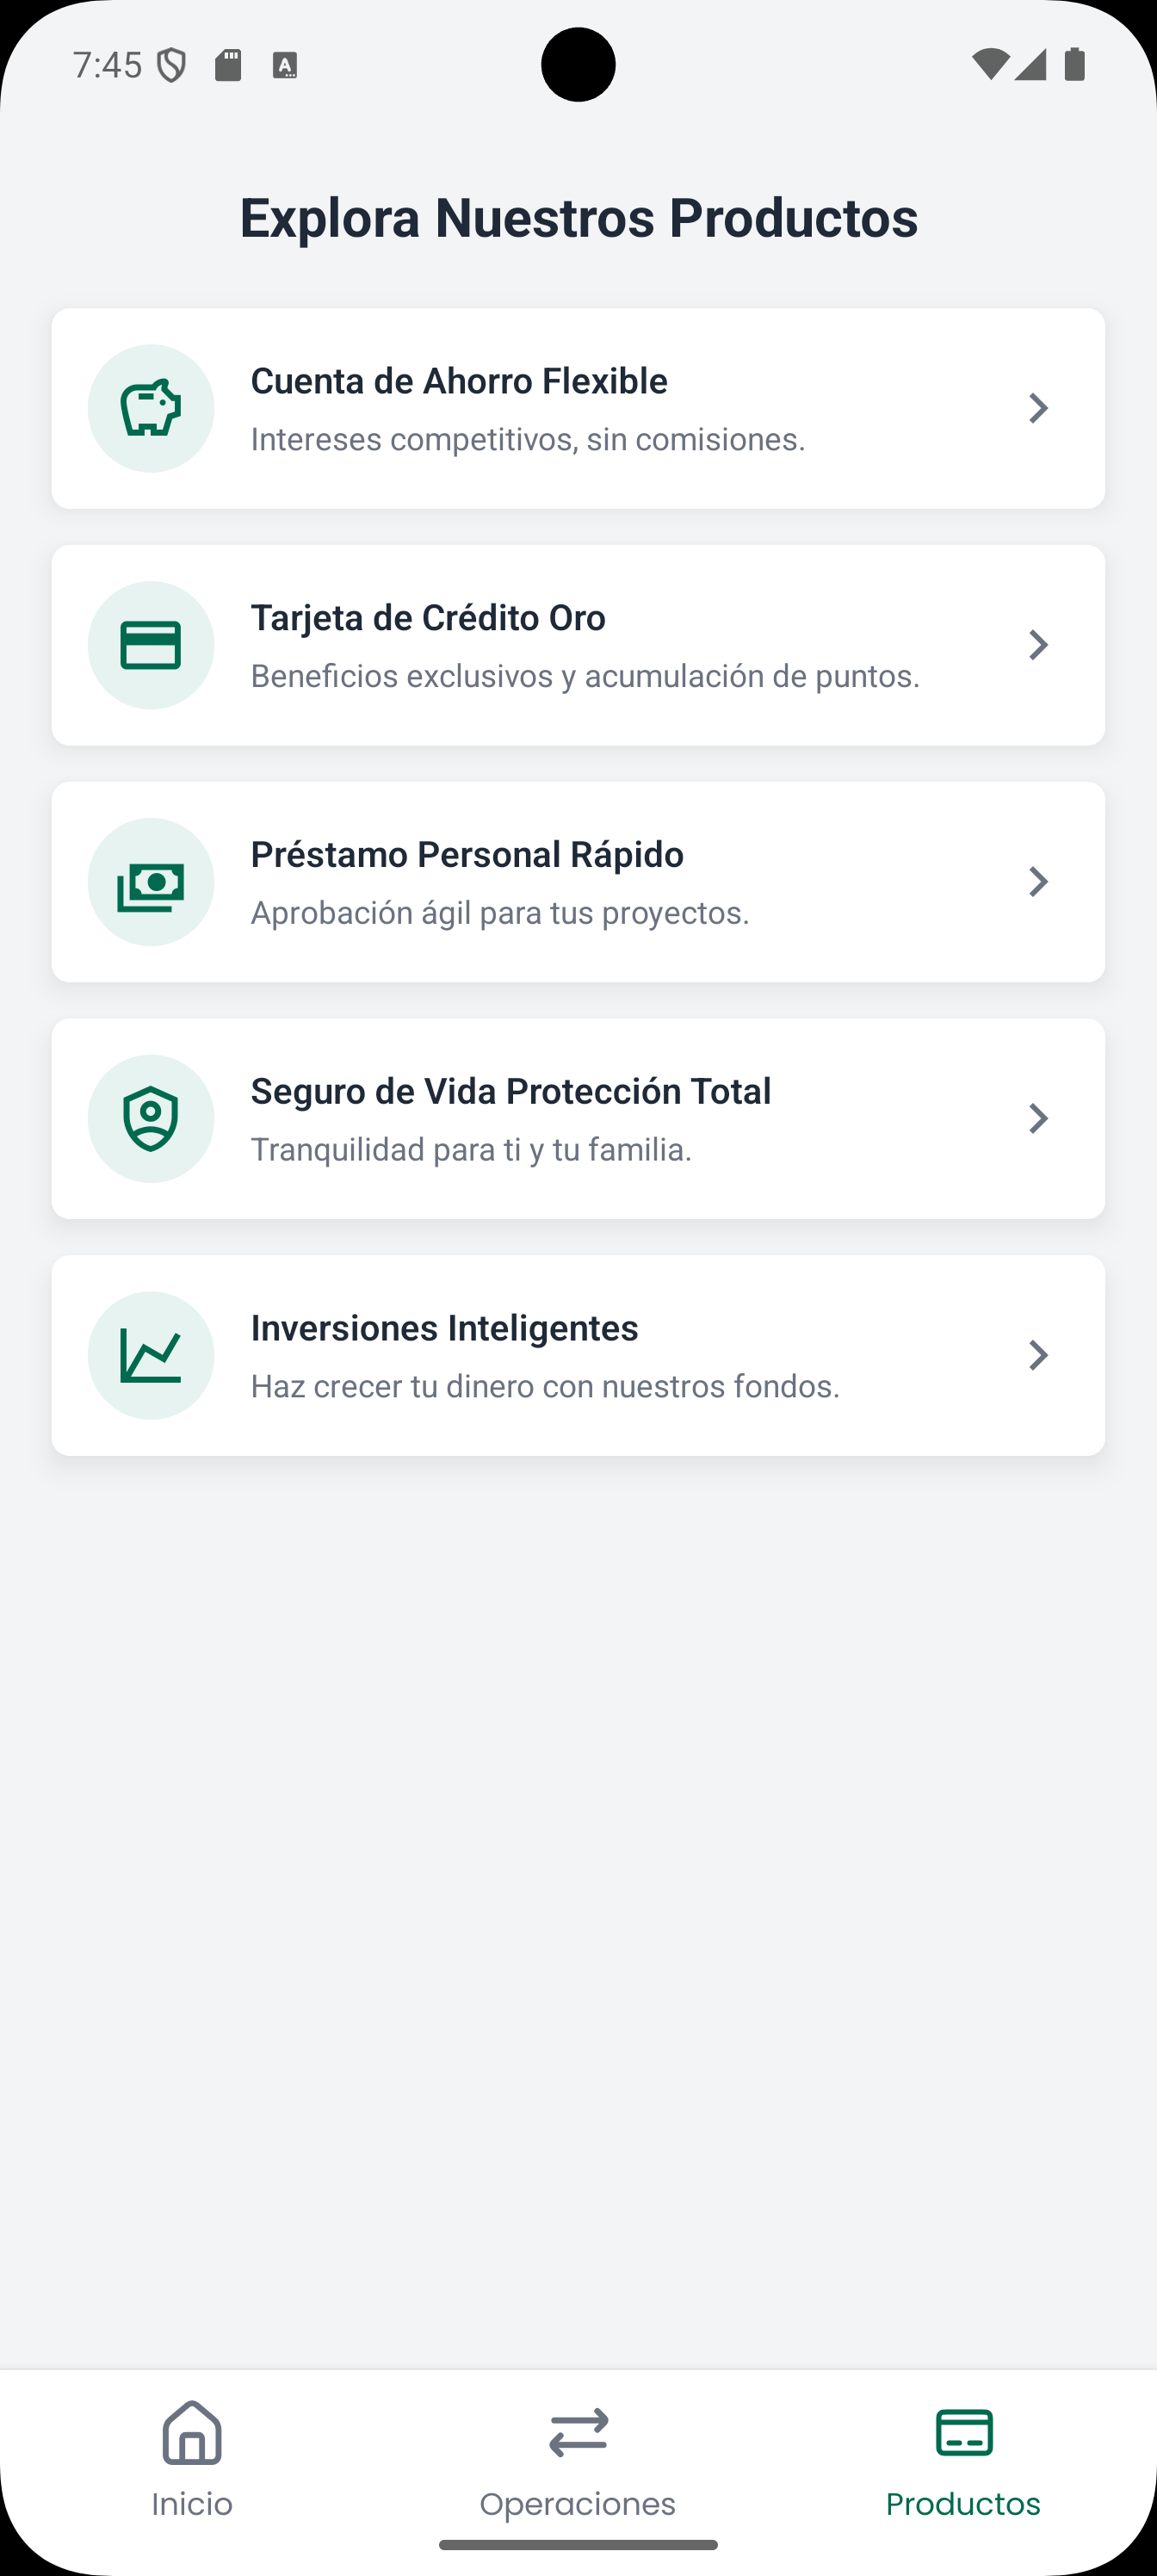 7:45
Explora Nuestros Productos
Cuenta de Ahorro Flexible
Intereses competitivos, sin comisiones.
Tarjeta de Crédito Oro
Beneficios exclusivos y acumulación de puntos.
Préstamo Personal Rápido
Aprobación ágil para tus proyectos.
Seguro de Vida Protección Total
Tranquilidad para ti y tu familia.
Inversiones Inteligentes
Haz crecer tu dinero con nuestros fondos.
Inicio
Operaciones
Productos